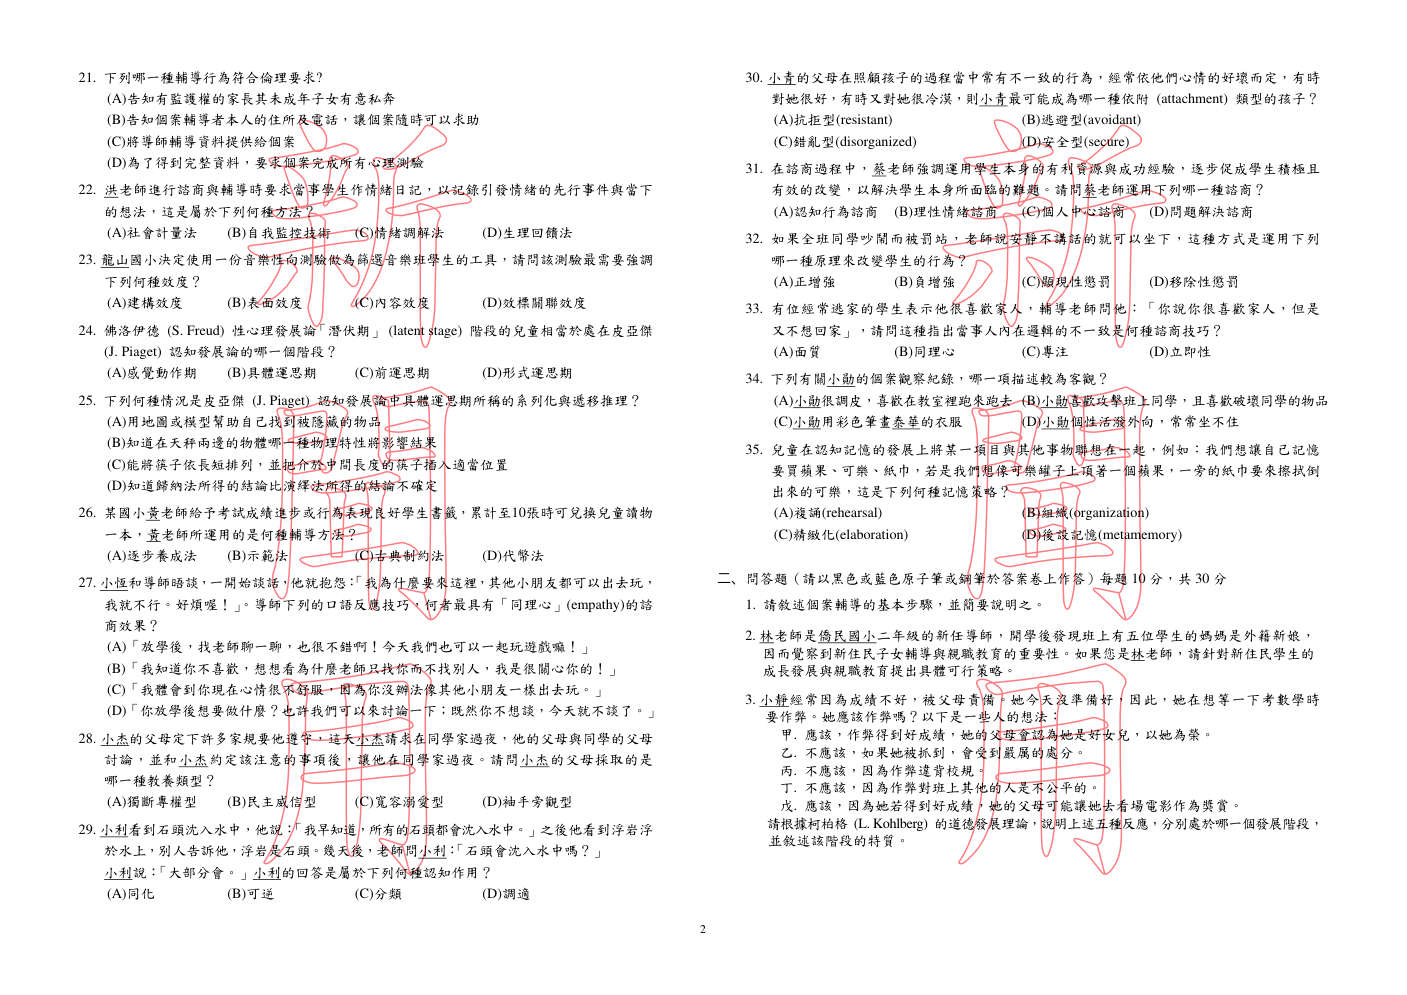 21. 下列哪一種輔導行為符合倫理要求?
(A)告知有監護權的家長其未成年子女有意私奔
(B)告知個案輔導者本人的住所及電話，讓個案隨時可以求助
(C)將導師輔導資料提供給個案
(D)為了得到完整資料，要求個案完成所有心理測驗
22. 洪老師進行諮商與輔導時要求當事學生作情緒日記，以記錄引發情緒的先行事件與當下
的想法，這是屬於下列何種方法？
(A)社會計量法 (B)自我監控技術 (C)情緒調解法 (D)生理回饋法
23. 龍山國小決定使用一份音樂性向測驗做為篩選音樂班學生的工具，請問該測驗最需要強調
下列何種效度？
(A)建構效度 (B)表面效度 (C)內容效度 (D)效標關聯效度
24. 佛洛伊德 (S. Freud) 性心理發展論「潛伏期」 (latent stage) 階段的兒童相當於處在皮亞傑
(J. Piaget) 認知發展論的哪一個階段？
(A)感覺動作期 (B)具體運思期 (C)前運思期 (D)形式運思期
25. 下列何種情況是皮亞傑 (J. Piaget) 認知發展論中具體運思期所稱的系列化與遞移推理？
(A)用地圖或模型幫助自己找到被隱藏的物品
(B)知道在天秤兩邊的物體哪一種物理特性將影響結果
(C)能將筷子依長短排列，並把介於中間長度的筷子插入適當位置
(D)知道歸納法所得的結論比演繹法所得的結論不確定
26. 某國小黃老師給予考試成績進步或行為表現良好學生書籤，累計至10張時可兌換兒童讀物
一本，黃老師所運用的是何種輔導方法？
(A)逐步養成法 (B)示範法 (C)古典制約法 (D)代幣法
27. 小恆和導師晤談，一開始談話，他就抱怨：「我為什麼要來這裡，其他小朋友都可以出去玩，
我就不行。好煩喔！」。導師下列的口語反應技巧，何者最具有「同理心」(empathy)的諮
商效果？
(A)「放學後，找老師聊一聊，也很不錯啊！今天我們也可以一起玩遊戲嘛！」
(B)「我知道你不喜歡，想想看為什麼老師只找你而不找別人，我是很關心你的！」
(C)「我體會到你現在心情很不舒服，因為你沒辦法像其他小朋友一樣出去玩。」
(D)「你放學後想要做什麼？也許我們可以來討論一下；既然你不想談，今天就不談了。」
28. 小杰的父母定下許多家規要他遵守，這天小杰請求在同學家過夜，他的父母與同學的父母
討論，並和小杰約定該注意的事項後，讓他在同學家過夜。請問小杰的父母採取的是
哪一種教養類型？
(A)獨斷專權型 (B)民主威信型 (C)寬容溺愛型 (D)袖手旁觀型
29. 小利看到石頭沈入水中，他說：「我早知道，所有的石頭都會沈入水中。」之後他看到浮岩浮
於水上，別人告訴他，浮岩是石頭。幾天後，老師問小利：「石頭會沈入水中嗎？」
小利說：「大部分會。」小利的回答是屬於下列何種認知作用？
(A)同化 (B)可逆 (C)分類 (D)調適
30. 小青的父母在照顧孩子的過程當中常有不一致的行為，經常依他們心情的好壞而定，有時
對她很好，有時又對她很冷漠，則小青最可能成為哪一種依附 (attachment) 類型的孩子？
(A)抗拒型(resistant) (B)逃避型(avoidant)
(C)錯亂型(disorganized) (D)安全型(secure)
31. 在諮商過程中，蔡老師強調運用學生本身的有利資源與成功經驗，逐步促成學生積極且
有效的改變，以解決學生本身所面臨的難題。請問蔡老師運用下列哪一種諮商？
(A)認知行為諮商 (B)理性情緒諮商 (C)個人中心諮商 (D)問題解決諮商
32. 如果全班同學吵鬧而被罰站，老師說安靜不講話的就可以坐下，這種方式是運用下列
哪一種原理來改變學生的行為？
(A)正增強 (B)負增強 (C)顯現性懲罰 (D)移除性懲罰
33. 有位經常逃家的學生表示他很喜歡家人，輔導老師問他：「你說你很喜歡家人，但是
又不想回家」，請問這種指出當事人內在邏輯的不一致是何種諮商技巧？
(A)面質 (B)同理心 (C)專注 (D)立即性
34. 下列有關小勛的個案觀察紀錄，哪一項描述較為客觀？
(A)小勛很調皮，喜歡在教室裡跑來跑去 (B)小勛喜歡攻擊班上同學，且喜歡破壞同學的物品
(C)小勛用彩色筆畫泰華的衣服 (D)小勛個性活潑外向，常常坐不住
35. 兒童在認知記憶的發展上將某一項目與其他事物聯想在一起，例如：我們想讓自己記憶
要買蘋果、可樂、紙巾，若是我們想像可樂罐子上頂著一個蘋果，一旁的紙巾要來擦拭倒
出來的可樂，這是下列何種記憶策略？
(A)複誦(rehearsal) (B)組織(organization)
(C)精緻化(elaboration) (D)後設記憶(metamemory)
二、 問答題（請以黑色或藍色原子筆或鋼筆於答案卷上作答）每題 10 分，共 30 分
1. 請敘述個案輔導的基本步驟，並簡要說明之。
2. 林老師是僑民國小二年級的新任導師，開學後發現班上有五位學生的媽媽是外籍新娘，
因而覺察到新住民子女輔導與親職教育的重要性。如果您是林老師，請針對新住民學生的
成長發展與親職教育提出具體可行策略。
3. 小靜經常因為成績不好，被父母責備。她今天沒準備好，因此，她在想等一下考數學時
要作弊。她應該作弊嗎？以下是一些人的想法：
甲. 應該，作弊得到好成績，她的父母會認為她是好女兒，以她為榮。
乙. 不應該，如果她被抓到，會受到嚴厲的處分。
丙. 不應該，因為作弊違背校規。
丁. 不應該，因為作弊對班上其他的人是不公平的。
戊. 應該，因為她若得到好成績，她的父母可能讓她去看場電影作為獎賞。
請根據柯柏格 (L. Kohlberg) 的道德發展理論，說明上述五種反應，分別處於哪一個發展階段，
並敘述該階段的特質。
2